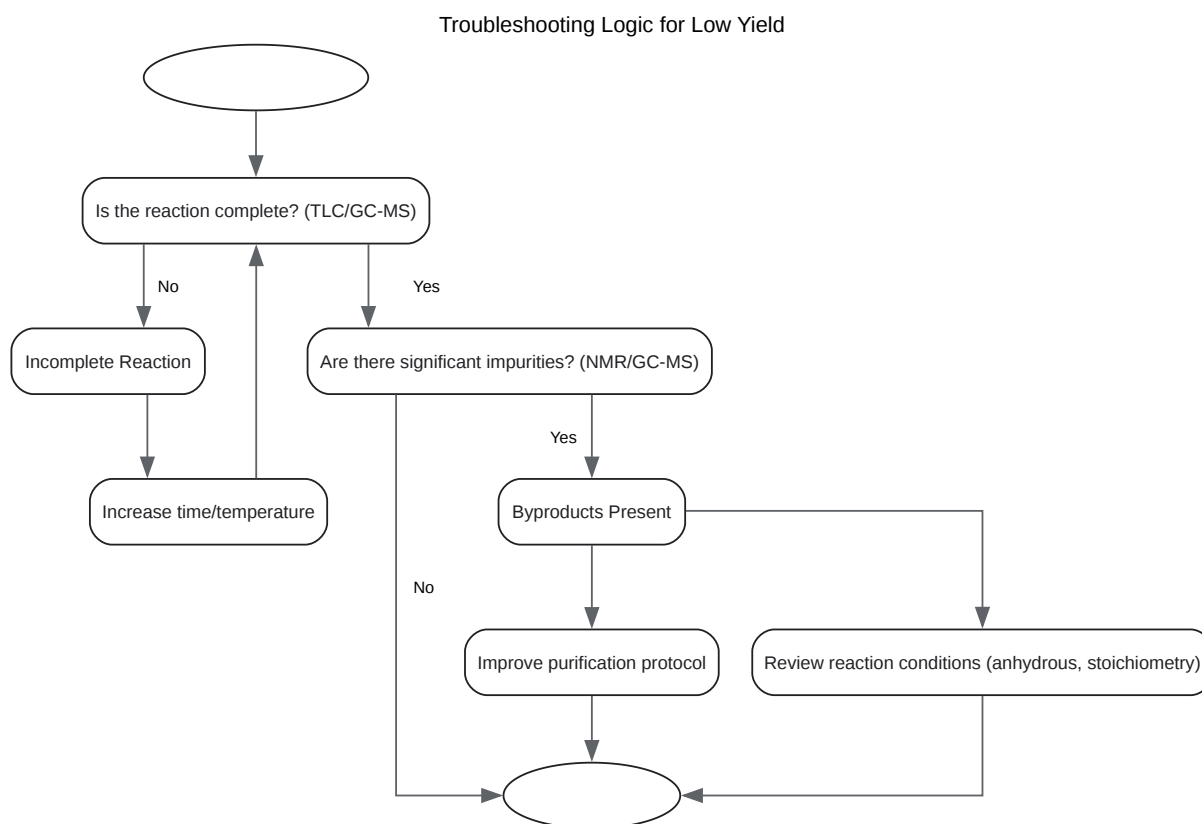 Troubleshooting Logic for Low Yield
Is the reaction complete? (TLC/GC-MS)
No
Yes
Incomplete Reaction
Are there significant impurities? (NMR/GC-MS)
Yes
Increase time/temperature
Byproducts Present
No
Improve purification protocol
Review reaction conditions (anhydrous, stoichiometry)